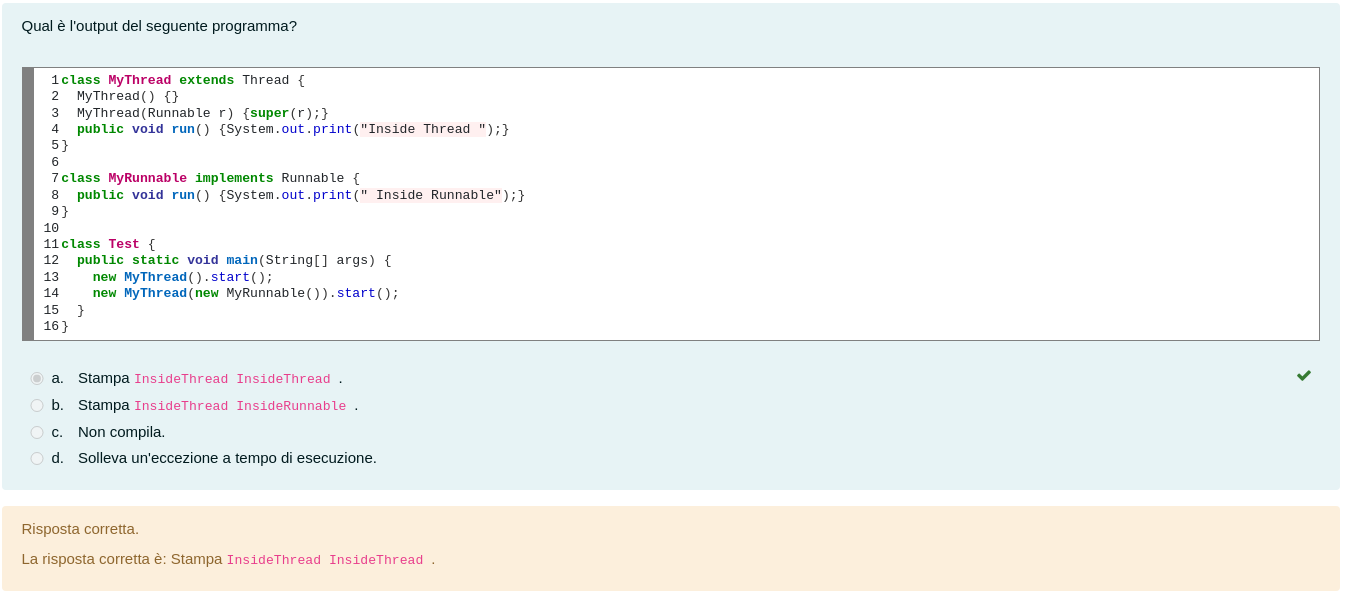 Qual è l'output del seguente programma?
1 class MyThread extends Thread {
2   MyThread() {}
3   MyThread(Runnable r) {super(r);}
4   public void run() {System.out.print("Inside Thread ");}
5 }
6
7 class MyRunnable implements Runnable {
8   public void run() {System.out.print(" Inside Runnable");}
9 }
10
11 class Test {
12   public static void main(String[] args) {
13     new MyThread().start();
14     new MyThread(new MyRunnable()).start();
15   }
16 }
a. Stampa InsideThread InsideThread .
b. Stampa InsideThread InsideRunnable .
c. Non compila.
d. Solleva un'eccezione a tempo di esecuzione.
Risposta corretta.
La risposta corretta è: Stampa InsideThread InsideThread .